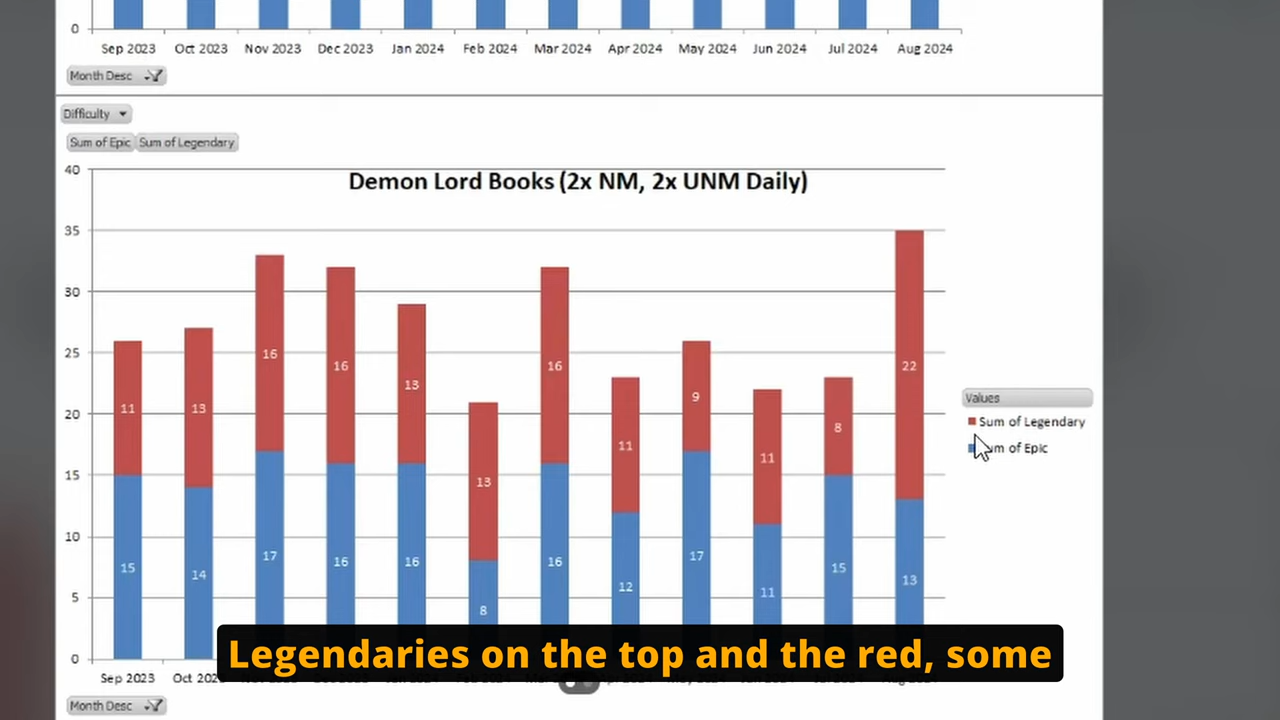 0
Sep 2023 Oct 2023 Nov 2023 Dec 2023 Jan 2024 Feb 2024 Mar 2024 Apr 2024 May 2024 Jun 2024 Jul 2024 Aug 2024
Month Desc
Difficulty
Sum of Epic Sum of Legendary
Demon Lord Books (2x NM, 2x UNM Daily)
40
35
30
25
20
15
10
5
0
11 13 16 16 13 13 16 11 9 11 8 22
15 14 17 16 16 8 16 12 17 11 15 13
Values
Sum of Legendary
of Epic
Legendaries on the top and the red, some
Sep 2023
Month Desc